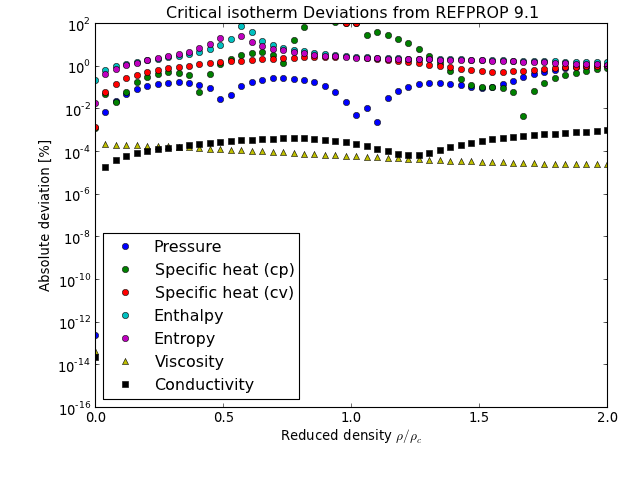 Critical isotherm Deviations from REFPROP 9.1
Absolute deviation [%]
10^2
10^0
10^-2
10^-4
10^-6
10^-8
10^-10
10^-12
10^-14
10^-16
Pressure
Specific heat (cp)
Specific heat (cv)
Enthalpy
Entropy
Viscosity
Conductivity
0.0 0.5 1.0 1.5 2.0
Reduced density ρ/ρ_c